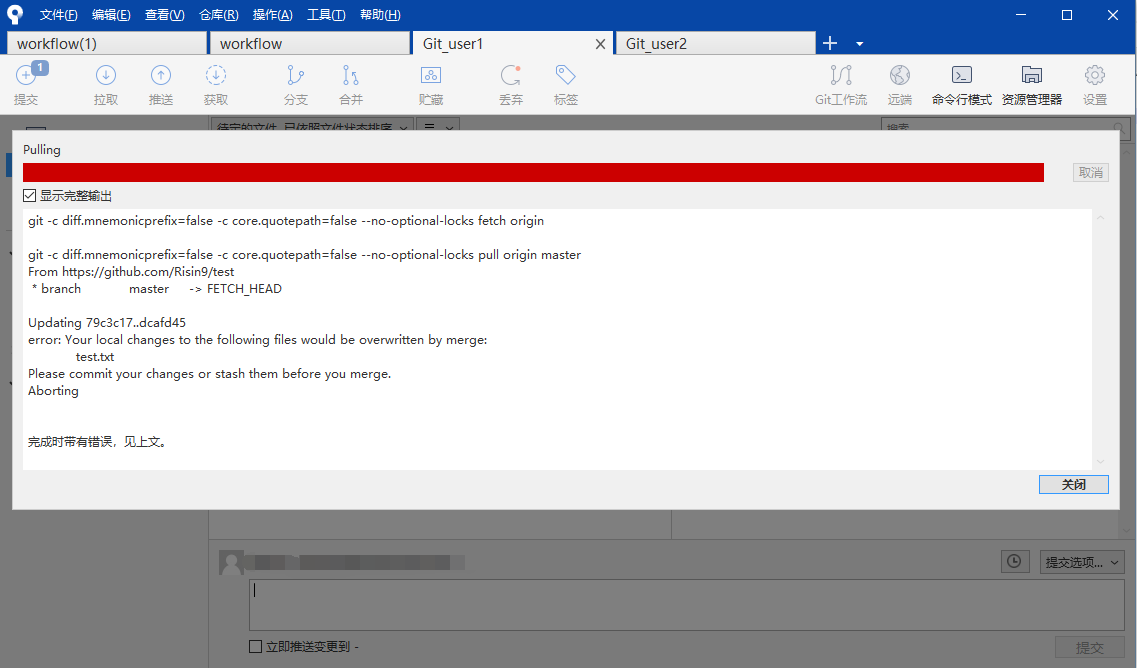 文件(F) 编辑(E) 查看(V) 仓库(R) 操作(A) 工具(T) 帮助(H)
workflow(1) workflow Git_user1 Git_user2
1
提交 拉取 推送 获取 分支 合并 贮藏 丢弃 标签 Git工作流 远端 命令行模式 资源管理器 设置
待定的文件, 已依照文件状态排序 搜索
Pulling
取消
显示完整输出
git -c diff.mnemonicprefix=false -c core.quotepath=false --no-optional-locks fetch origin
git -c diff.mnemonicprefix=false -c core.quotepath=false --no-optional-locks pull origin master
From https://github.com/Risin9/test
* branch master -> FETCH_HEAD
Updating 79c3c17..dcafd45
error: Your local changes to the following files would be overwritten by merge:
test.txt
Please commit your changes or stash them before you merge.
Aborting
完成时带有错误，见上文。
关闭
提交选项...
立即推送变更到 -
提交